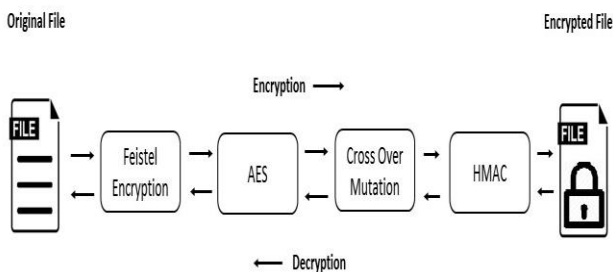 Original File
Encrypted File
Encryption
FILE
Feistel
Encryption
AES
Cross Over
Mutation
HMAC
FILE
Decryption